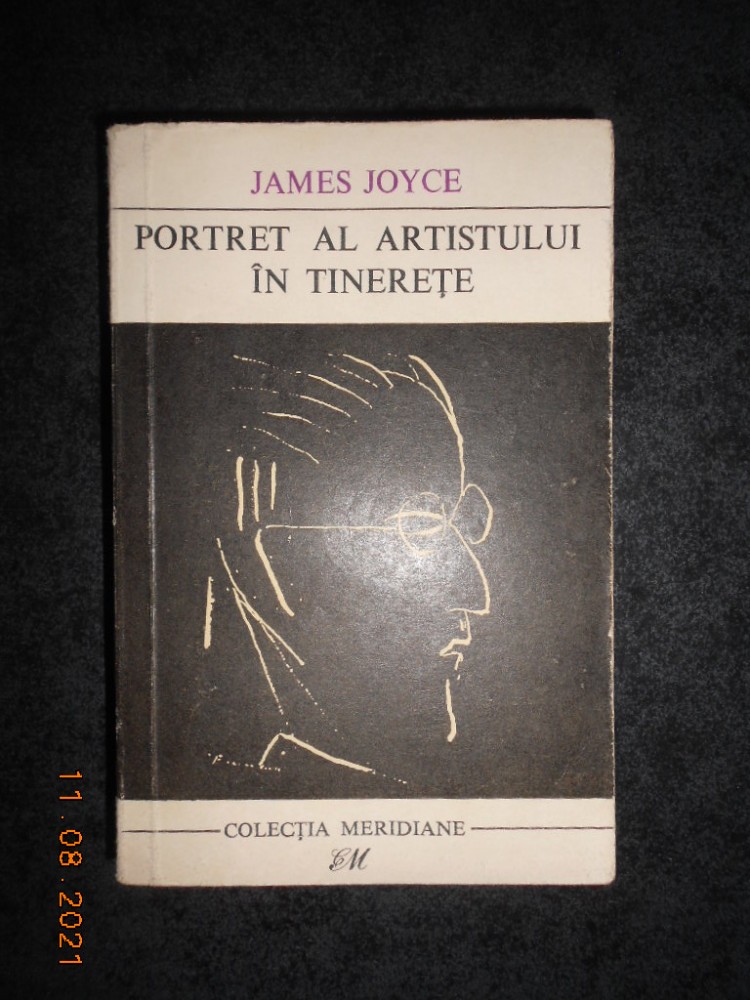 JAMES JOYCE
PORTRET AL ARTISTULUI
ÎN TINEREȚE
COLECȚIA MERIDIANE
CM
11.08.2021